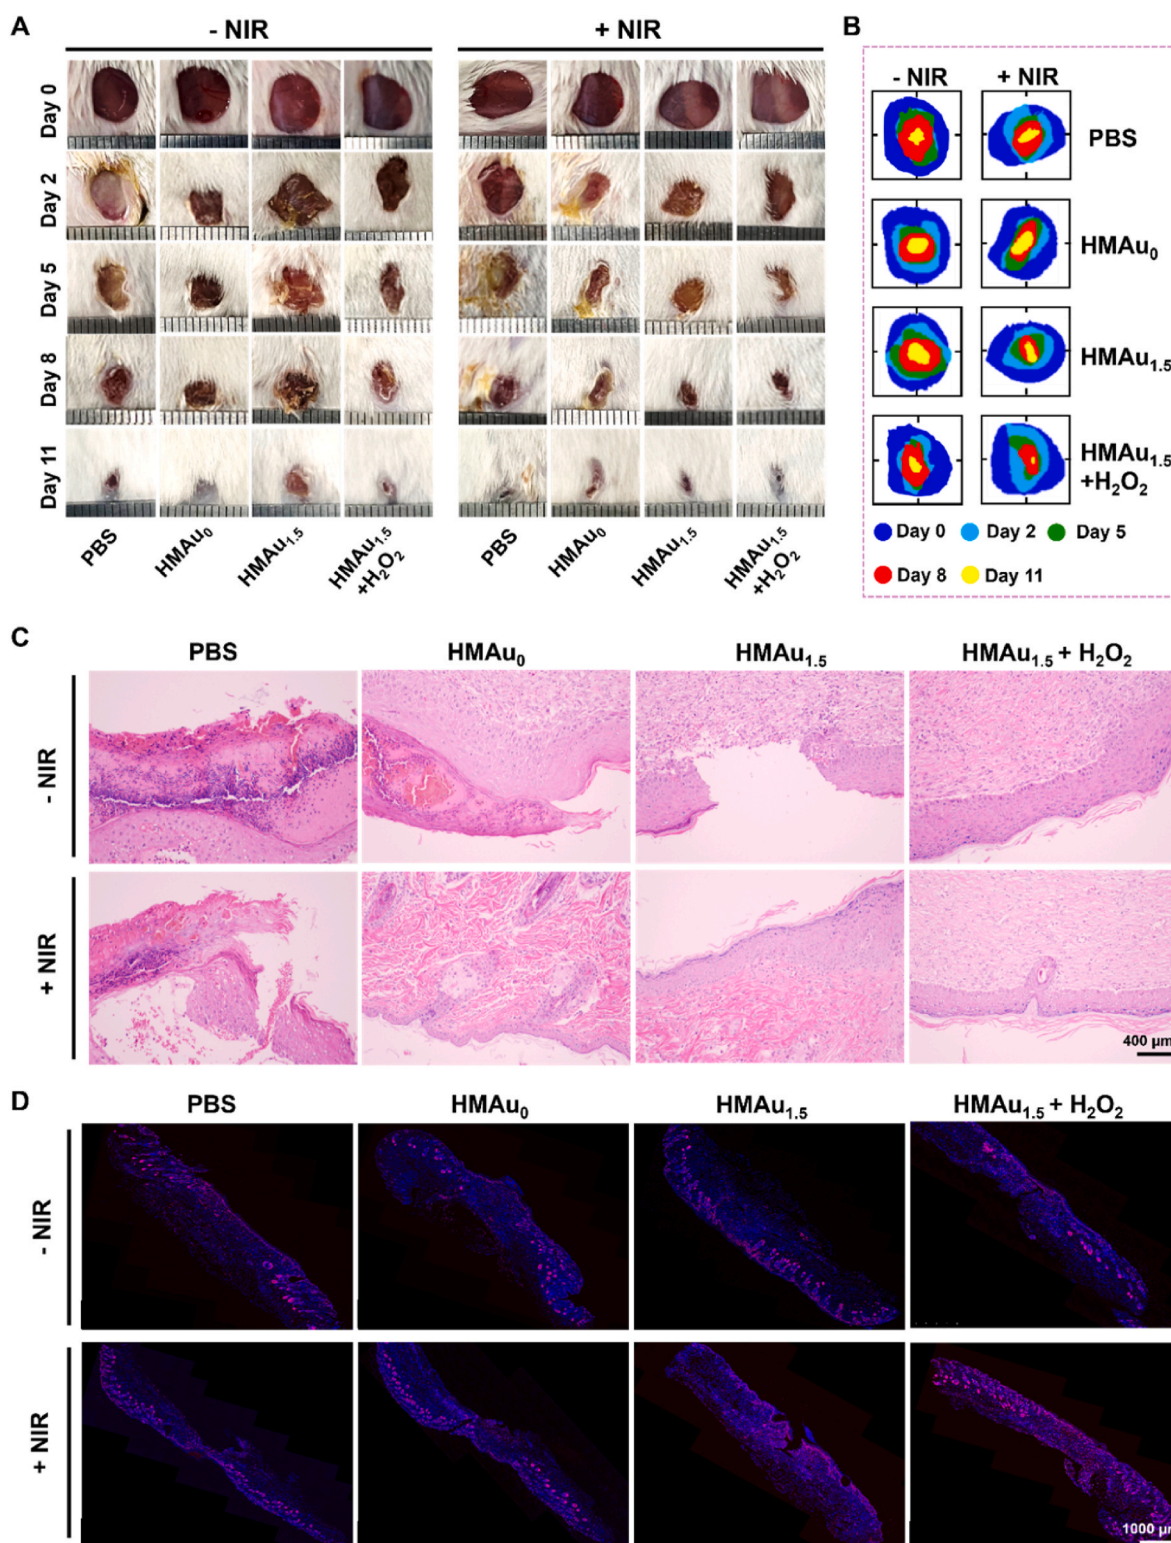 A
- NIR
+ NIR
Day 0
Day 2
Day 5
Day 8
Day 11
PBS
HMAu0
HMAu1.5
HMAu1.5
+H2O2
PBS
HMAu0
HMAu1.5
HMAu1.5
+H2O2
B
- NIR
+ NIR
PBS
HMAu0
HMAu1.5
HMAu1.5
+H2O2
Day 0
Day 2
Day 5
Day 8
Day 11
C
PBS
HMAu0
HMAu1.5
HMAu1.5 + H2O2
- NIR
+ NIR
400 μm
D
PBS
HMAu0
HMAu1.5
HMAu1.5 + H2O2
- NIR
+ NIR
1000 μm